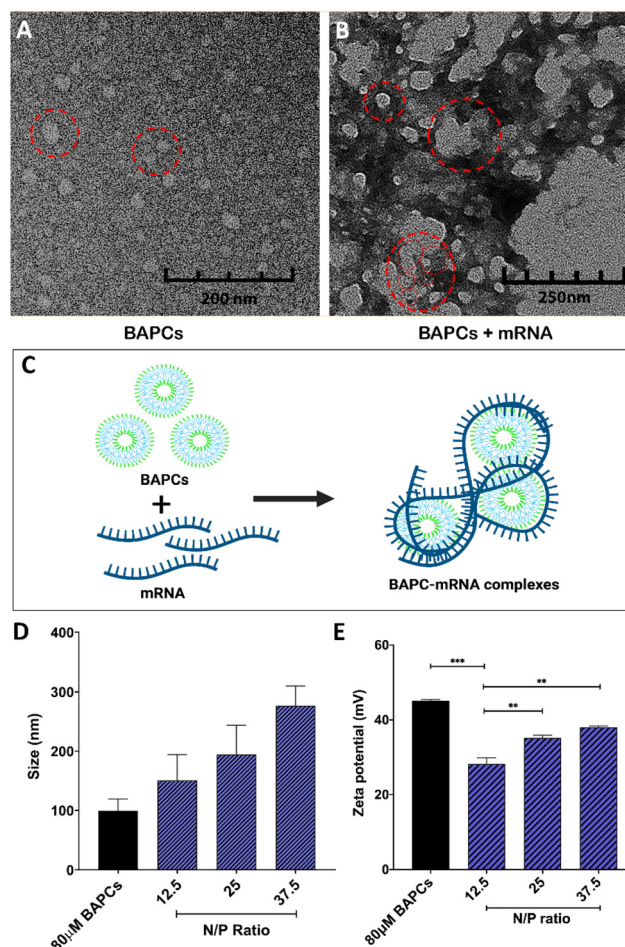 A
B
200 nm
250nm
BAPCs
BAPCs + mRNA
C
BAPCs
+
mRNA
BAPC-mRNA complexes
D
400
300
200
100
0
Size (nm)
80μM BAPCs
12.5
25
37.5
N/P Ratio
E
60
40
20
0
Zeta potential (mV)
***
**
**
80μM BAPCs
12.5
25
37.5
N/P ratio